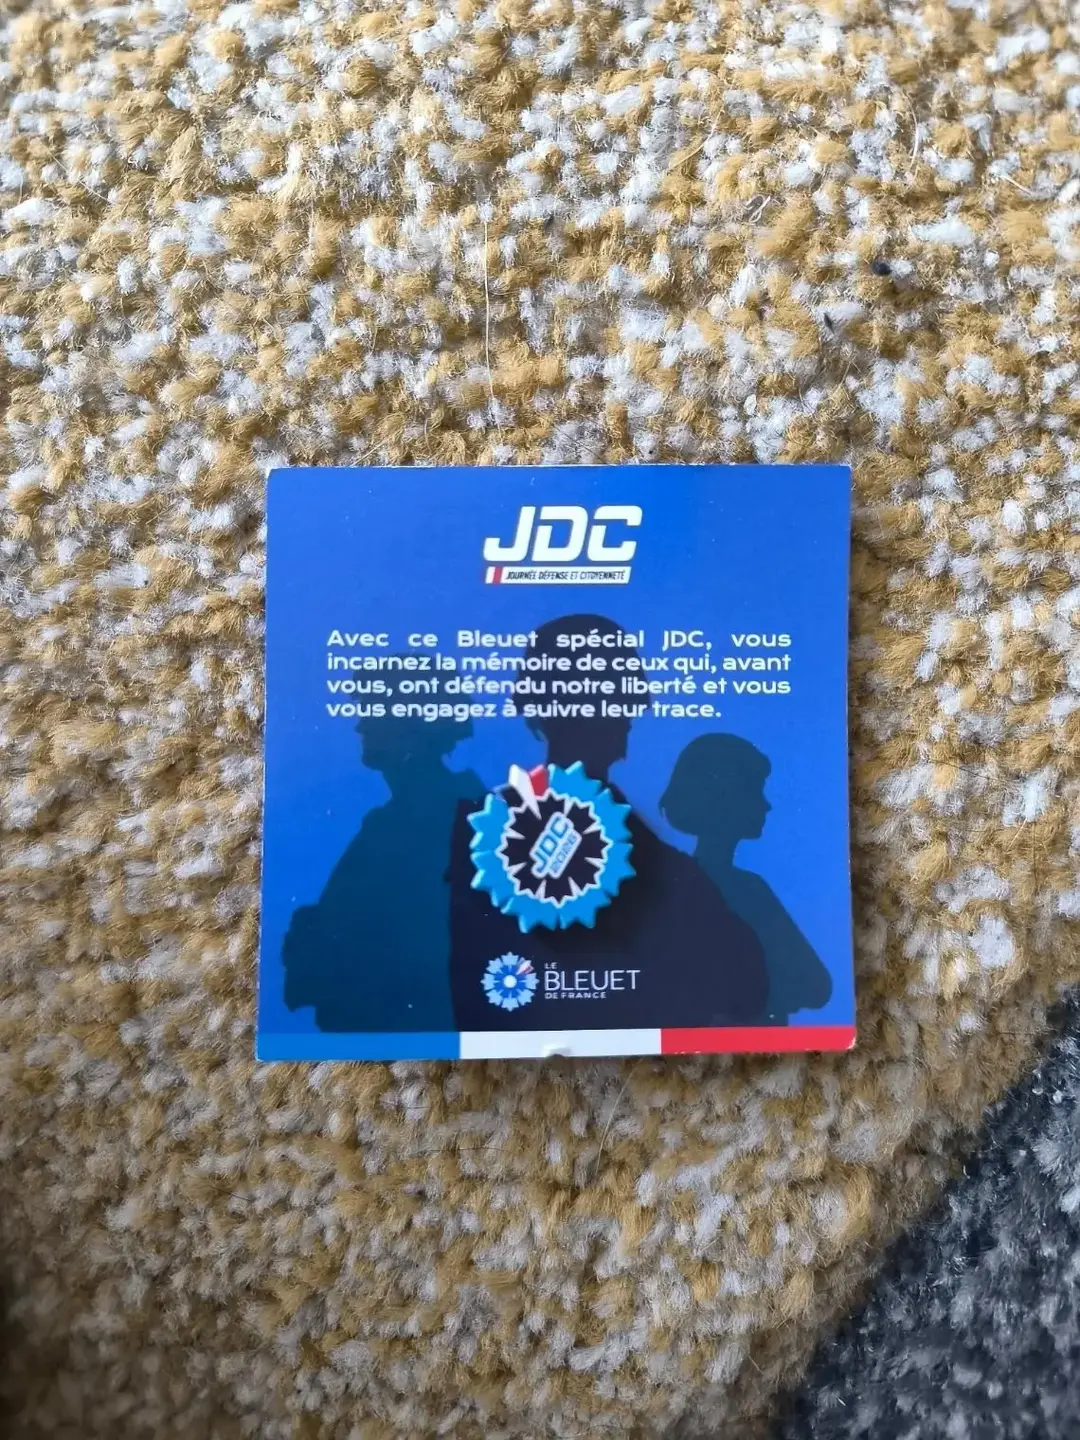 JDC
JOURNÉE DÉFENSE ET CITOYENNETÉ
Avec ce Bleuet spécial JDC, vous
incarnez la mémoire de ceux qui, avant
vous, ont défendu notre liberté et vous
vous engagez à suivre leur trace.
JDC
2026
LE
BLEUET
DE FRANCE